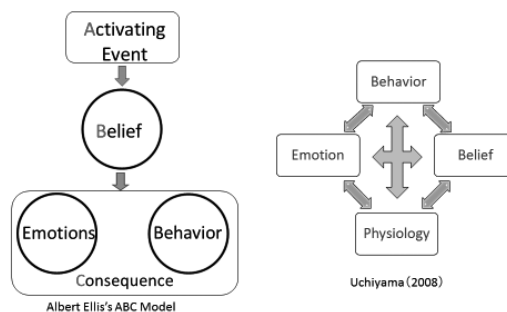 Activating
Event
Belief
Emotions
Behavior
Consequence
Albert Ellis's ABC Model
Behavior
Emotion
Belief
Physiology
Uchiyama(2008)